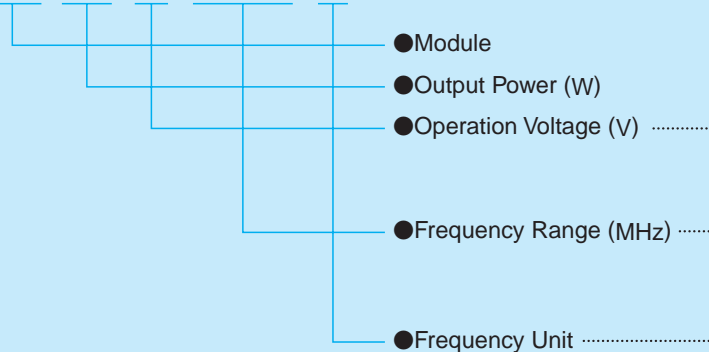 ●Module
●Output Power (W)
●Operation Voltage (V)
●Frequency Range (MHz)
●Frequency Unit